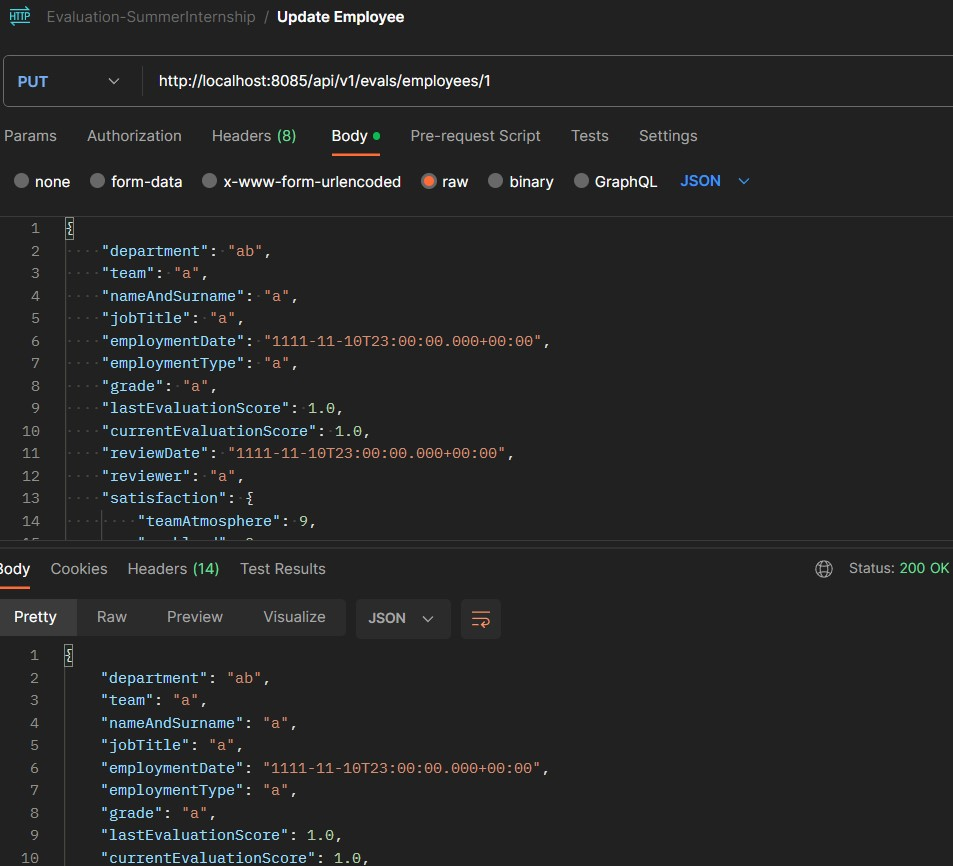 HTTP Evaluation-SummerInternship / Update Employee
PUT http://localhost:8085/api/v1/evals/employees/1
Params Authorization Headers (8) Body Pre-request Script Tests Settings
none form-data x-www-form-urlencoded raw binary GraphQL JSON
1 {
2 "department": "ab",
3 "team": "a",
4 "nameAndSurname": "a",
5 "jobTitle": "a",
6 "employmentDate": "1111-11-10T23:00:00.000+00:00",
7 "employmentType": "a",
8 "grade": "a",
9 "lastEvaluationScore": 1.0,
10 "currentEvaluationScore": 1.0,
11 "reviewDate": "1111-11-10T23:00:00.000+00:00",
12 "reviewer": "a",
13 "satisfaction": {
14 "teamAtmosphere": 9,
Body Cookies Headers (14) Test Results Status: 200 OK
Pretty Raw Preview Visualize JSON
1 {
2 "department": "ab",
3 "team": "a",
4 "nameAndSurname": "a",
5 "jobTitle": "a",
6 "employmentDate": "1111-11-10T23:00:00.000+00:00",
7 "employmentType": "a",
8 "grade": "a",
9 "lastEvaluationScore": 1.0,
10 "currentEvaluationScore": 1.0,